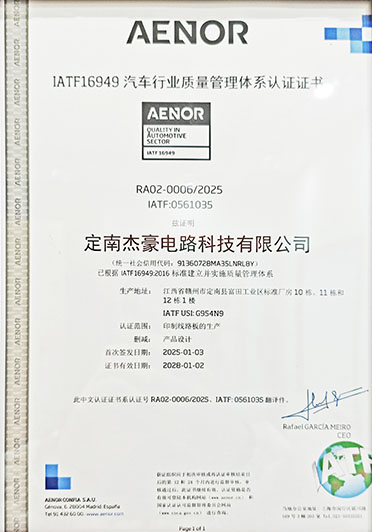 AENOR
IATF16949 汽车行业质量管理体系认证证书
AENOR
QUALITY IN
AUTOMOTIVE
SECTOR
IATF 16949
RA02-0006/2025
IATF:0561035
兹证明
定南杰豪电路科技有限公司
(统一社会信用代码: 91360728MA35LNRL8Y)
已根据 IATF16949:2016 标准建立并实施质量管理体系
生产地址: 江西省赣州市定南县富田工业区标准厂房 10 栋、11 栋和
12 栋 1 楼
IATF USI: G954N9
认证范围: 印制线路板的生产
删减: 产品设计
首次签发日期: 2025-01-03
证书有效日期: 2028-01-02
此中文认证证书系认证号 RA02-0006/2025、IATF: 0561035 翻译件。
Rafael GARCÍA MEIRO
CEO
AENOR CONFÍA S.A.U.
Génova, 6. 28004 Madrid. España
Tel. 91 432 60 00.-www.aenor.com
Page 1 of 1